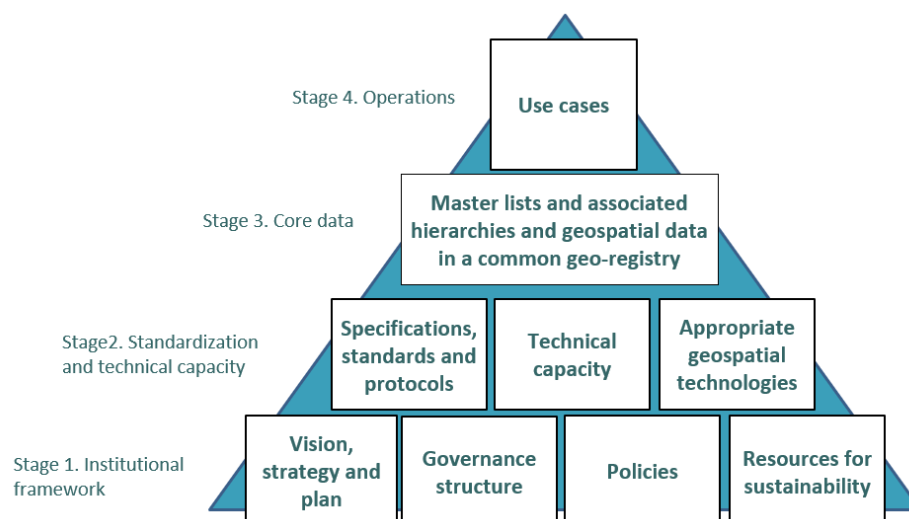 Stage 4. Operations
Use cases
Stage 3. Core data
Master lists and associated
hierarchies and geospatial data
in a common geo-registry
Stage2. Standardization
and technical capacity
Specifications,
standards and
protocols
Technical
capacity
Appropriate
geospatial
technologies
Stage 1. Institutional
framework
Vision,
strategy and
plan
Governance
structure
Policies
Resources for
sustainability